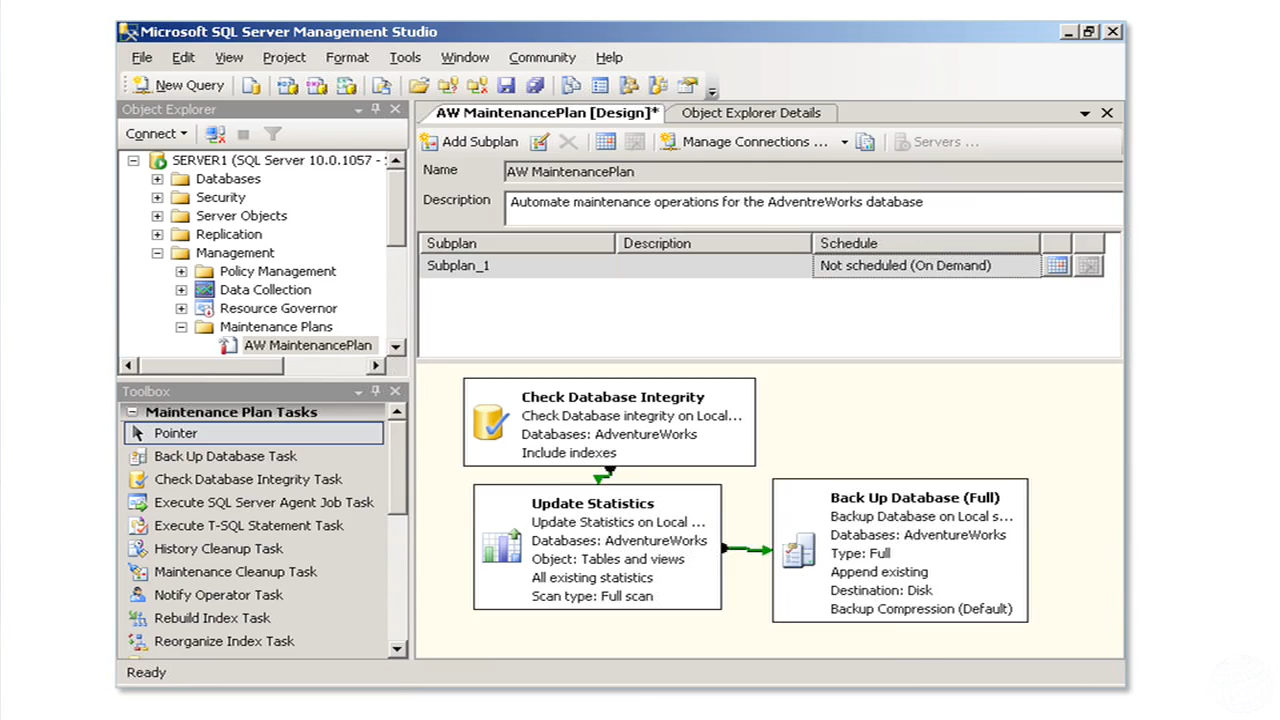 Microsoft SQL Server Management Studio
File Edit View Project Format Tools Window Community Help
New Query
Object Explorer
Connect
SERVER1 (SQL Server 10.0.1057 -
Databases
Security
Server Objects
Replication
Management
Policy Management
Data Collection
Resource Governor
Maintenance Plans
AW MaintenancePlan
Toolbox
Maintenance Plan Tasks
Pointer
Back Up Database Task
Check Database Integrity Task
Execute SQL Server Agent Job Task
Execute T-SQL Statement Task
History Cleanup Task
Maintenance Cleanup Task
Notify Operator Task
Rebuild Index Task
Reorganize Index Task
AW MaintenancePlan [Design]* Object Explorer Details
Add Subplan Manage Connections ... Servers ...
Name AW MaintenancePlan
Description Automate maintenance operations for the AdventreWorks database
Subplan Description Schedule
Subplan_1 Not scheduled (On Demand)
Check Database Integrity
Check Database integrity on Local...
Databases: AdventureWorks
Include indexes
Update Statistics
Update Statistics on Local ...
Databases: AdventureWorks
Object: Tables and views
All existing statistics
Scan type: Full scan
Back Up Database (Full)
Backup Database on Local s...
Databases: AdventureWorks
Type: Full
Append existing
Destination: Disk
Backup Compression (Default)
Ready